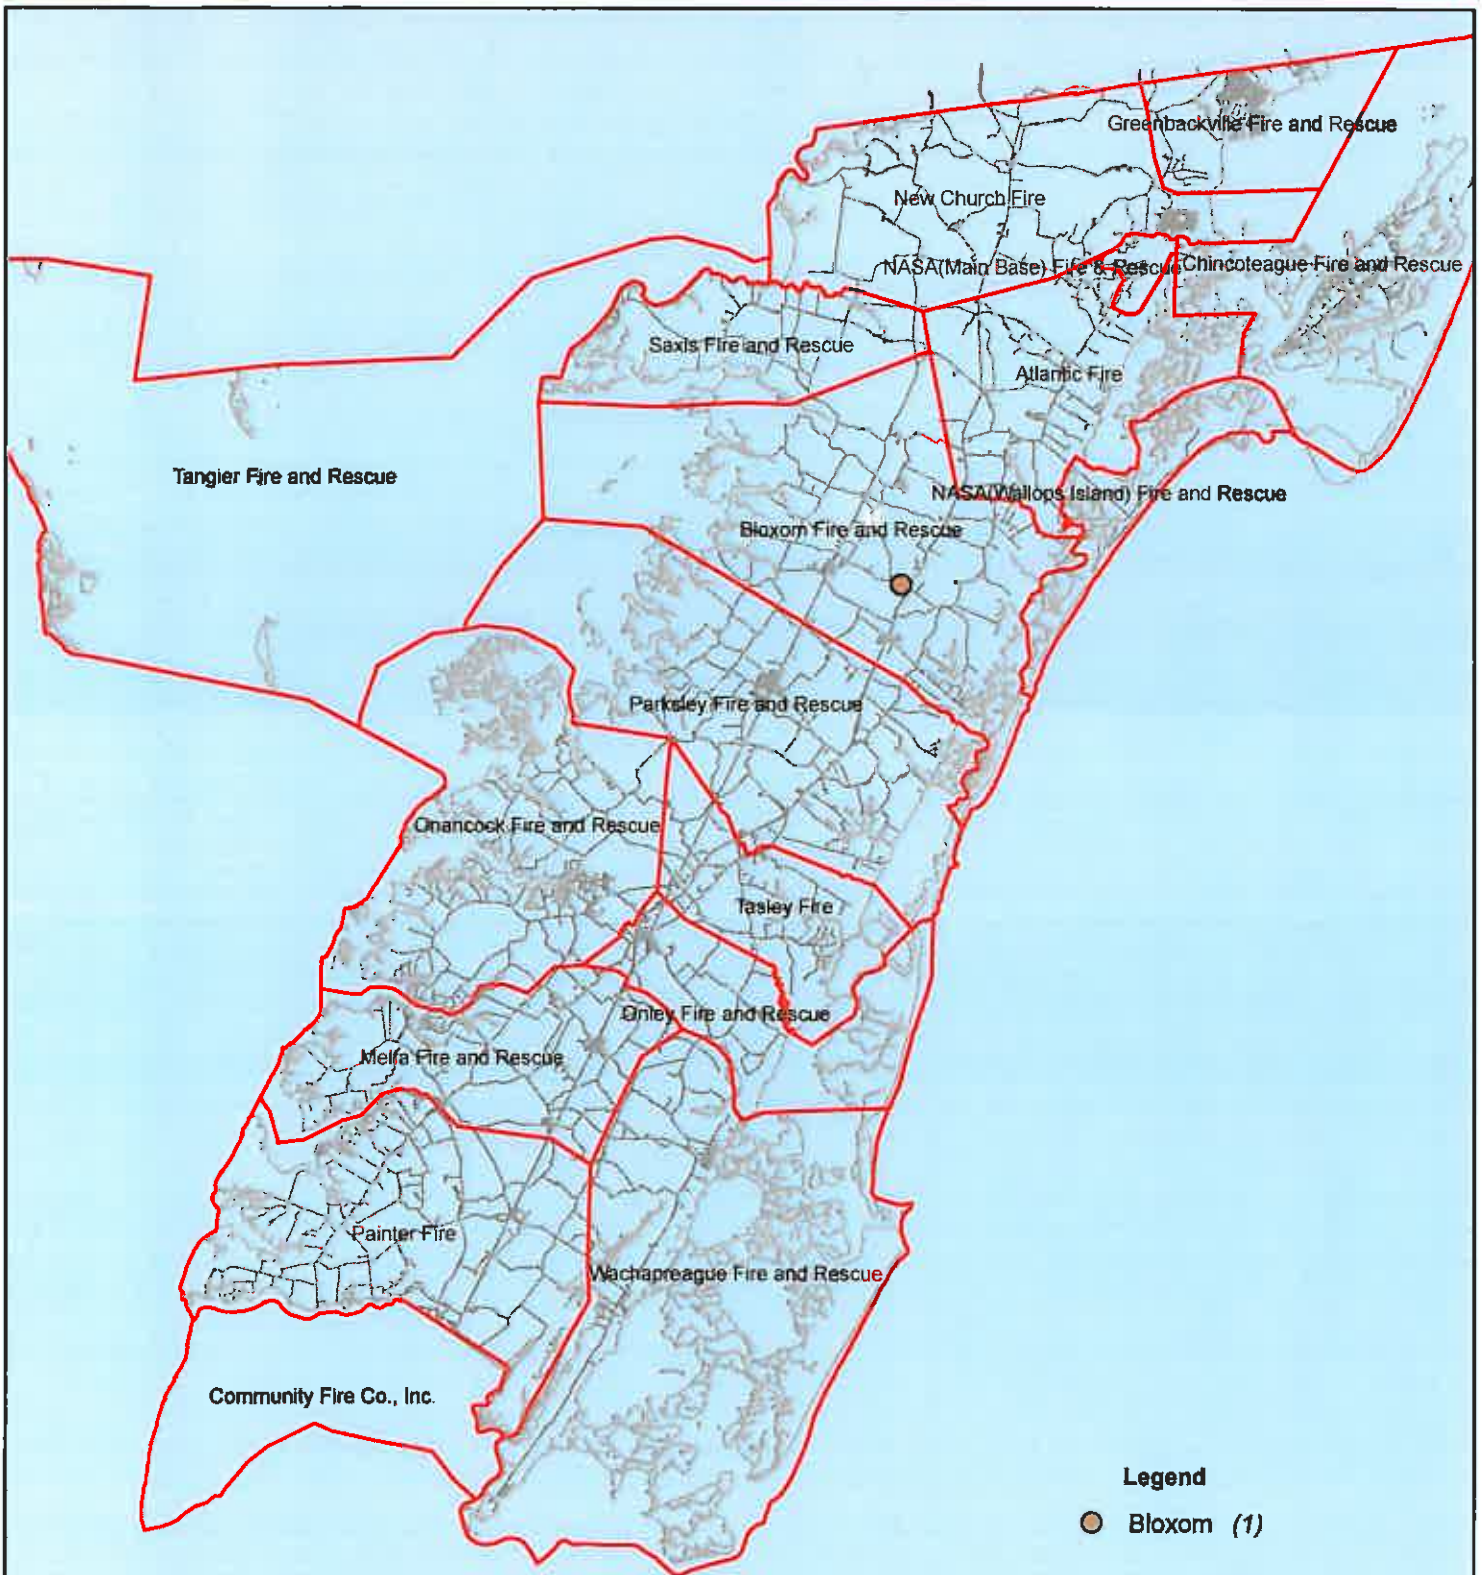 Greenbackville Fire and Rescue
New Church Fire
NASA(Main Base) Fire & Rescue
Chincoteague Fire and Rescue
Saxis Fire and Rescue
Atlantic Fire
Tangier Fire and Rescue
NASA(Wallops Island) Fire and Rescue
Bloxom Fire and Rescue
Parksley Fire and Rescue
Onancock Fire and Rescue
Tasley Fire
Onley Fire and Rescue
Melfa Fire and Rescue
Painter Fire
Wachapreague Fire and Rescue
Community Fire Co., Inc.
Legend
Bloxom (1)